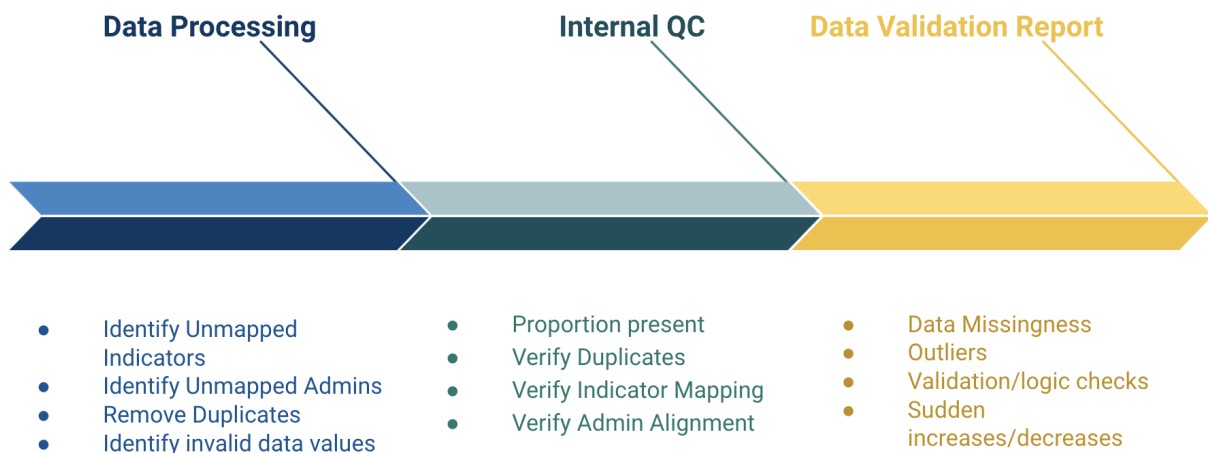 Data Processing
Internal QC
Data Validation Report
● Identify Unmapped
Indicators
● Identify Unmapped Admins
● Remove Duplicates
● Identify invalid data values
● Proportion present
● Verify Duplicates
● Verify Indicator Mapping
● Verify Admin Alignment
● Data Missingness
● Outliers
● Validation/logic checks
● Sudden
increases/decreases